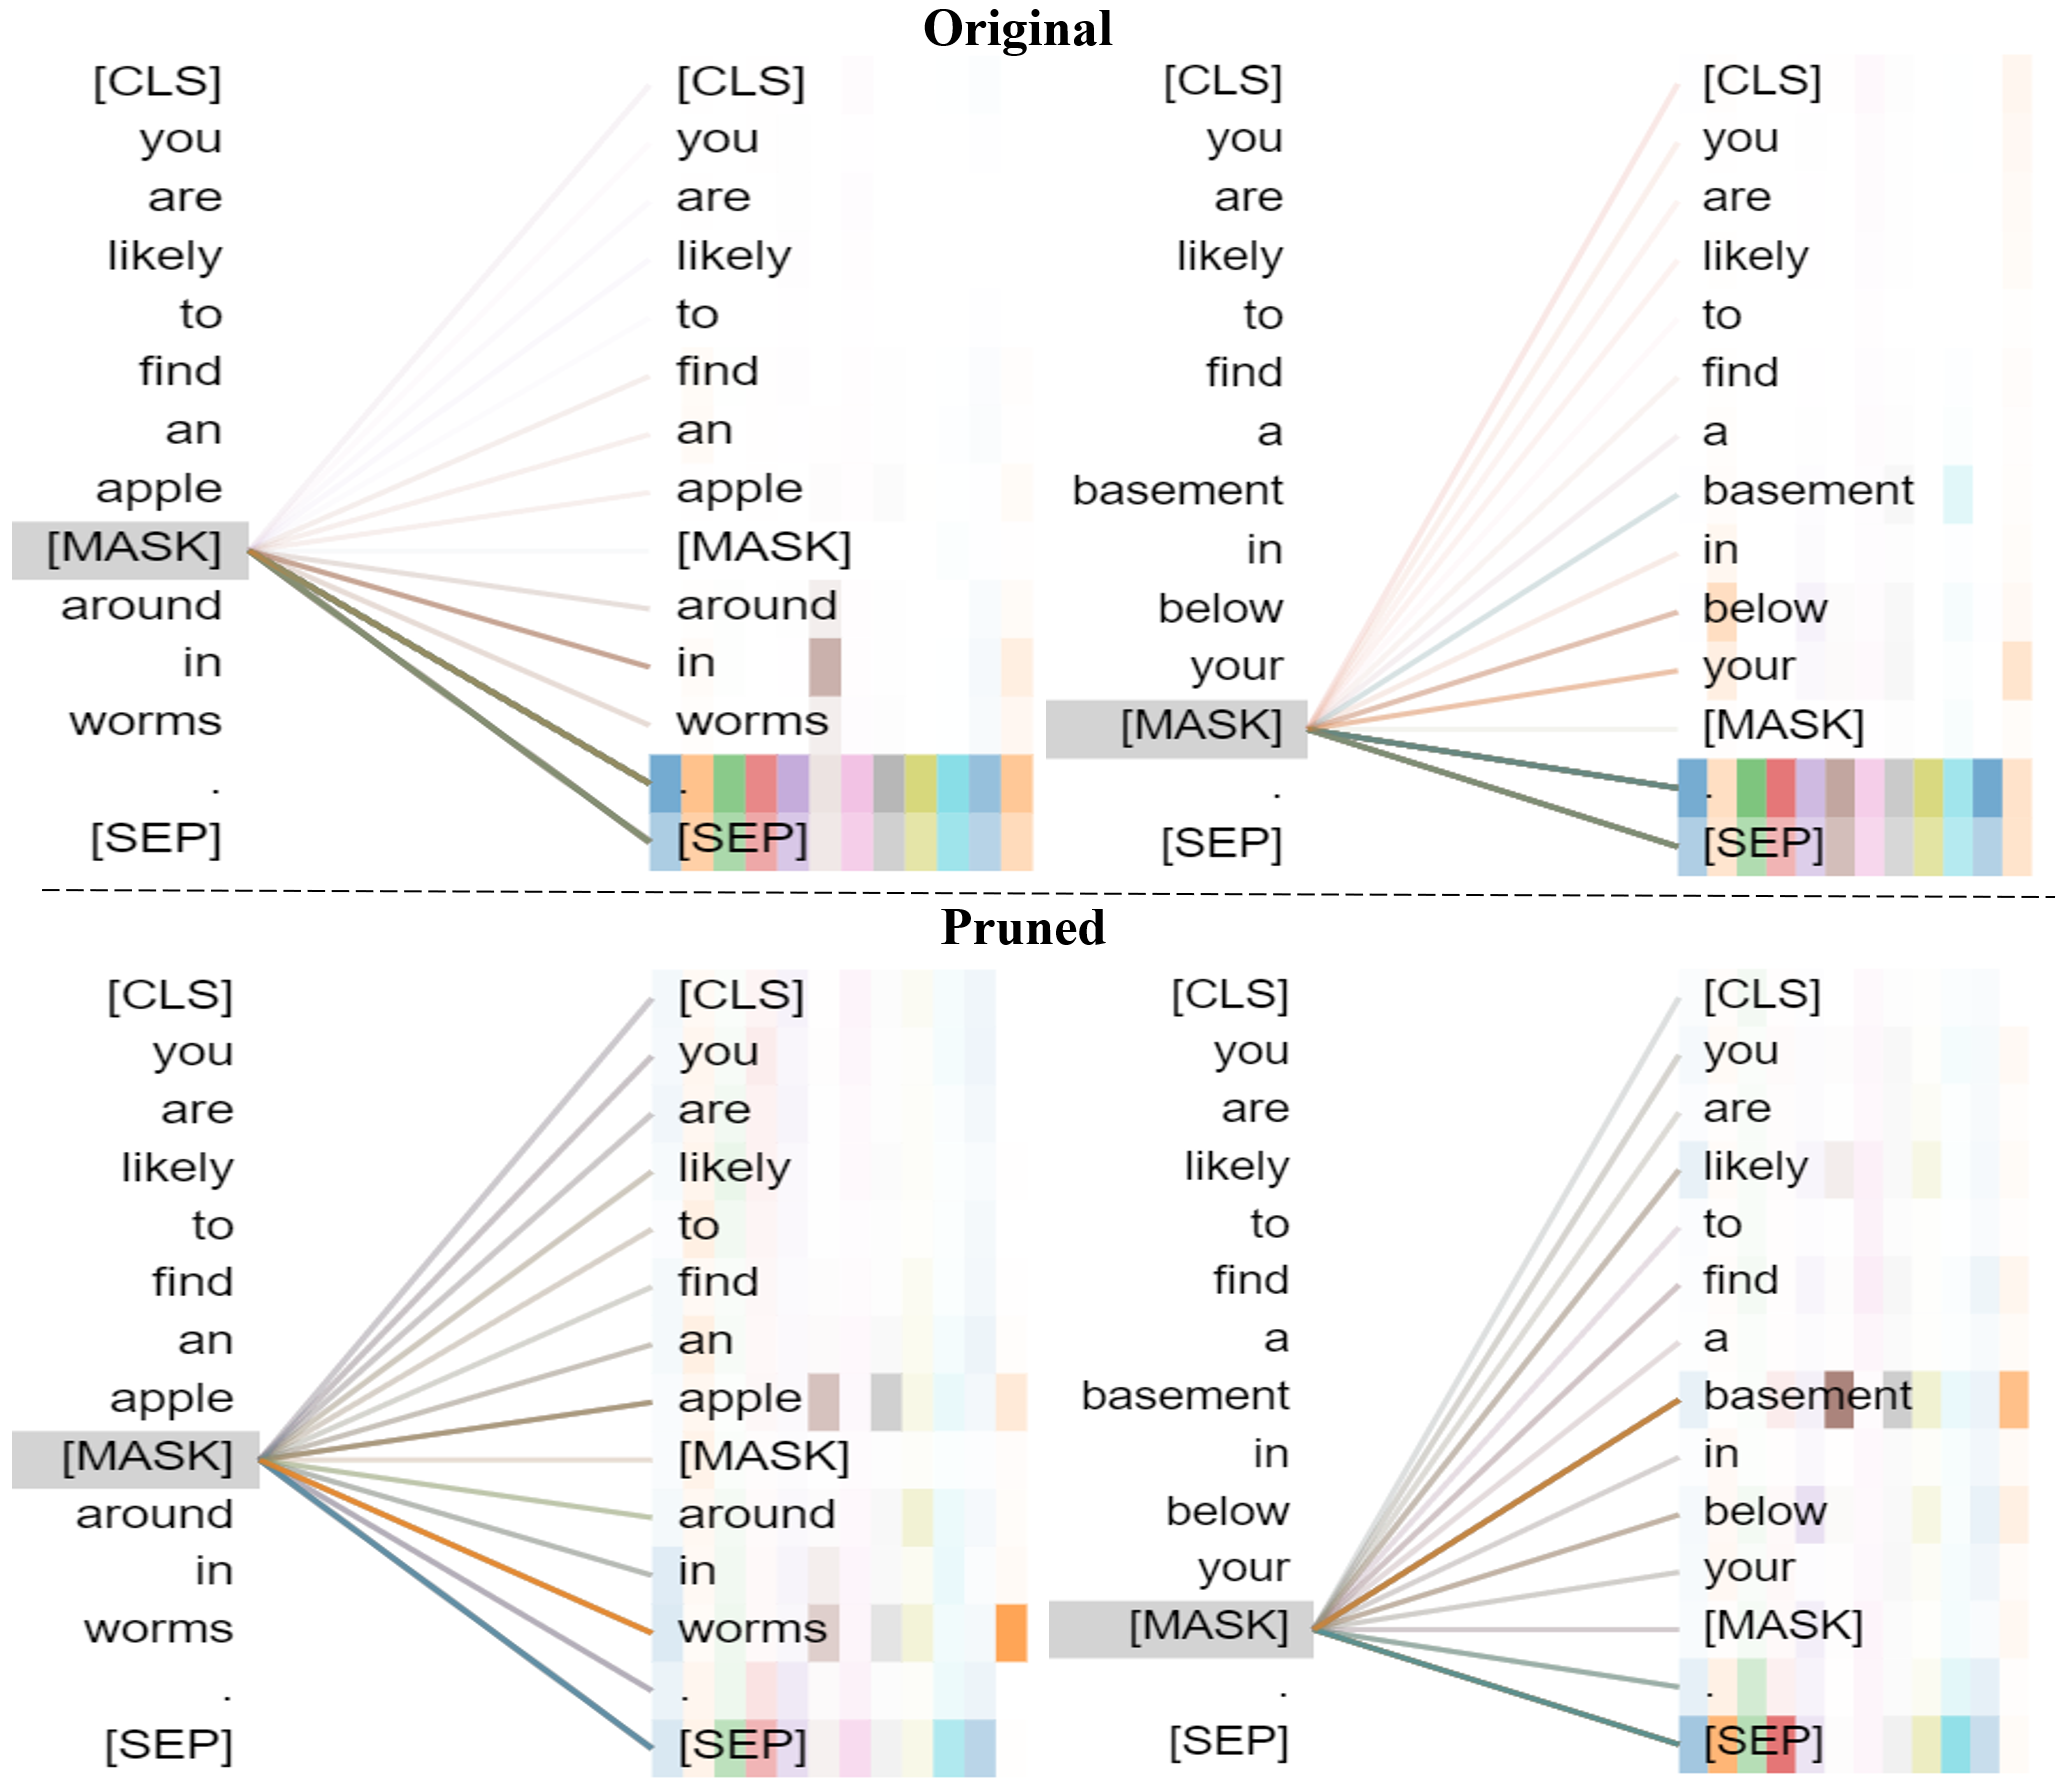 Original
[CLS] [CLS] [CLS] [CLS]
you you you you
are are are are
likely likely likely likely
to to to to
find find find find
an an a a
apple apple basement basement
[MASK] [MASK] in in
around around below below
in in your your
worms worms [MASK] [MASK]
. . . .
[SEP] [SEP] [SEP] [SEP]
Pruned
[CLS] [CLS] [CLS] [CLS]
you you you you
are are are are
likely likely likely likely
to to to to
find find find find
an an a a
apple apple basement basement
[MASK] [MASK] in in
around around below below
in in your your
worms worms [MASK] [MASK]
. . . .
[SEP] [SEP] [SEP] [SEP]